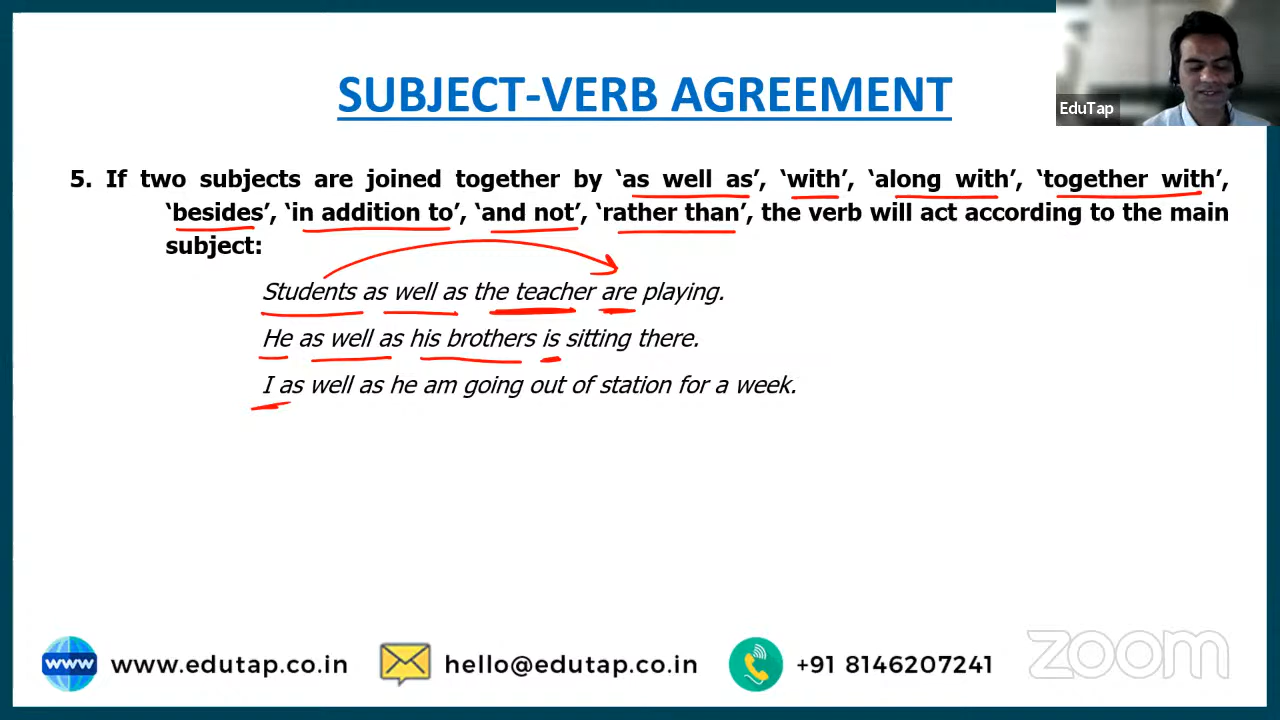 SUBJECT-VERB AGREEMENT
EduTap
5. If two subjects are joined together by ‘as well as’, ‘with’, ‘along with’, ‘together with’,
‘besides’, ‘in addition to’, ‘and not’, ‘rather than’, the verb will act according to the main
subject:
Students as well as the teacher are playing.
He as well as his brothers is sitting there.
I as well as he am going out of station for a week.
www www.edutap.co.in hello@edutap.co.in +91 8146207241 zoom